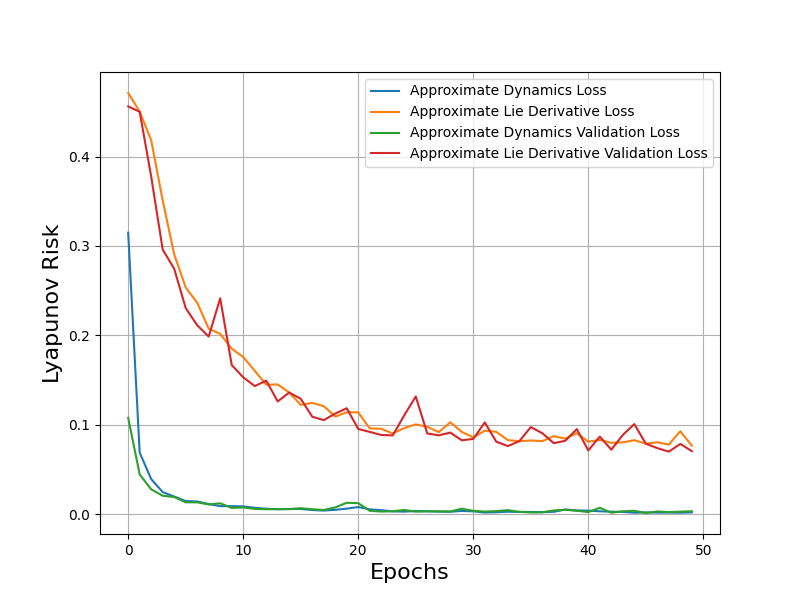 Approximate Dynamics Loss
Approximate Lie Derivative Loss
Approximate Dynamics Validation Loss
Approximate Lie Derivative Validation Loss
Lyapunov Risk
0.4
0.3
0.2
0.1
0.0
0 10 20 30 40 50
Epochs